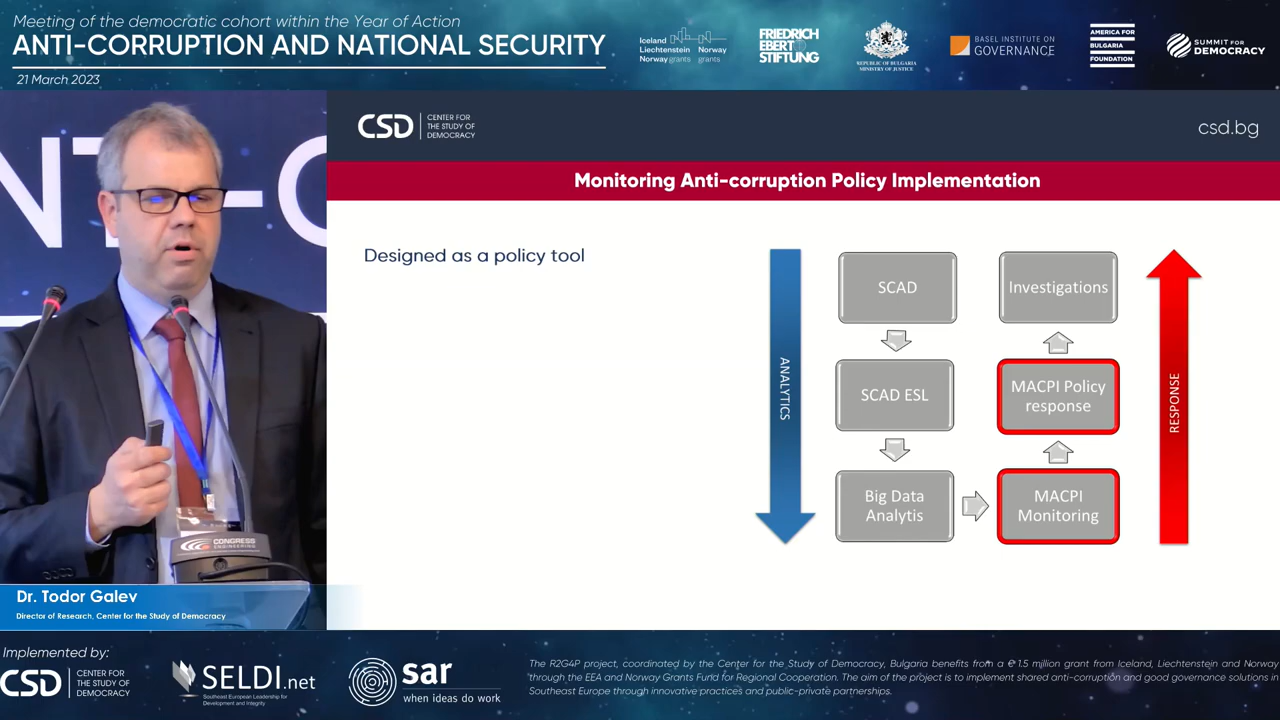 Meeting of the democratic cohort within the Year of Action
ANTI-CORRUPTION AND NATIONAL SECURITY
21 March 2023
Iceland
Liechtenstein Norway
Norway grants grants
FRIEDRICH
EBERT
STIFTUNG
REPUBLIC OF BULGARIA
MINISTRY OF JUSTICE
BASEL INSTITUTE ON
GOVERNANCE
AMERICA FOR
BULGARIA
FOUNDATION
SUMMIT FOR
DEMOCRACY
CSD
CENTER FOR
THE STUDY OF
DEMOCRACY
csd.bg
Monitoring Anti-corruption Policy Implementation
Designed as a policy tool
ANALYTICS
SCAD
SCAD ESL
Big Data
Analytis
Investigations
MACPI Policy
response
MACPI
Monitoring
RESPONSE
CONGRESS
ENGINEERING
Dr. Todor Galev
Director of Research, Center for the Study of Democracy
Implemented by:
CSD
CENTER FOR
THE STUDY OF
DEMOCRACY
SELDI.net
Southeast European Leadership for
Development and Integrity
sar
when ideas do work
The R2G4P project, coordinated by the Center for the Study of Democracy, Bulgaria benefits from a € 1.5 million grant from Iceland, Liechtenstein and Norway
through the EEA and Norway Grants Fund for Regional Cooperation. The aim of the project is to implement shared anti-corruption and good governance solutions in
Southeast Europe through innovative practices and public-private partnerships.